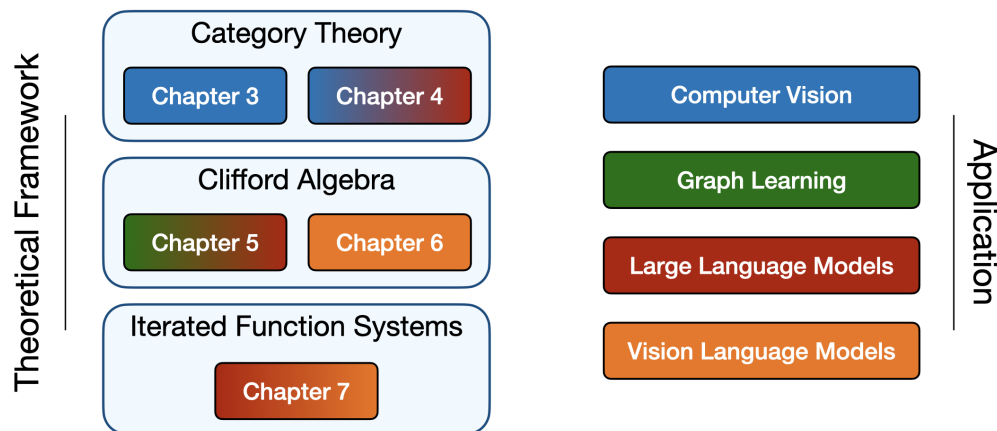 Theoretical Framework
Category Theory
Chapter 3
Chapter 4
Clifford Algebra
Chapter 5
Chapter 6
Iterated Function Systems
Chapter 7
Computer Vision
Graph Learning
Large Language Models
Vision Language Models
Application